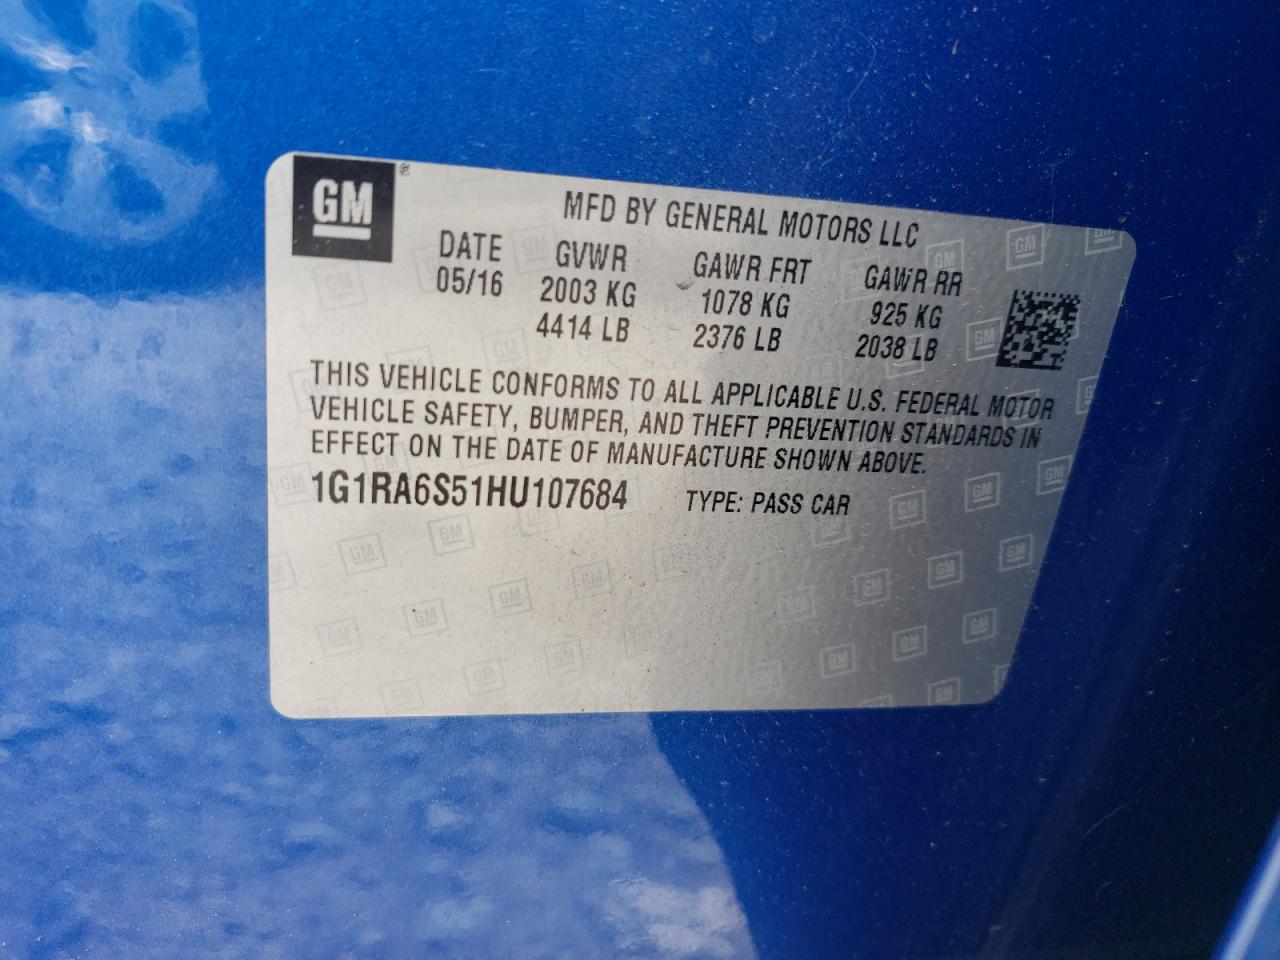 GM
MFD BY GENERAL MOTORS LLC
DATE GVWR GAWR FRT GAWR RR
05/16 2003 KG 1078 KG 925 KG
4414 LB 2376 LB 2038 LB
THIS VEHICLE CONFORMS TO ALL APPLICABLE U.S. FEDERAL MOTOR
VEHICLE SAFETY, BUMPER, AND THEFT PREVENTION STANDARDS IN
EFFECT ON THE DATE OF MANUFACTURE SHOWN ABOVE.
1G1RA6S51HU107684 TYPE: PASS CAR